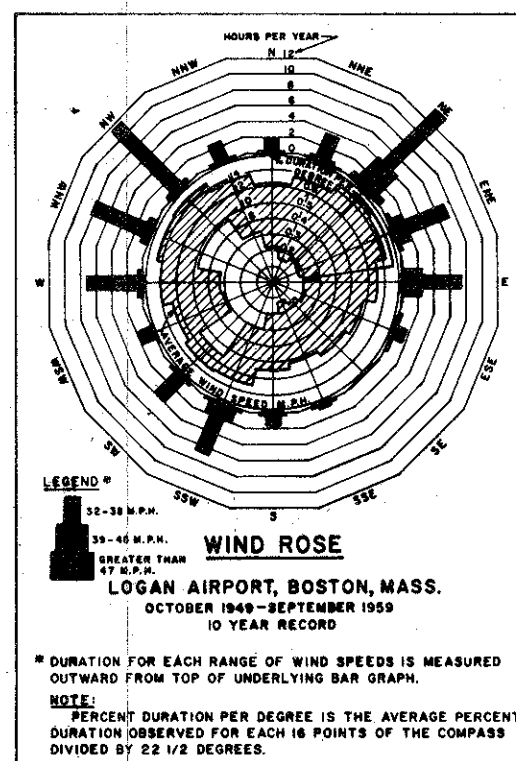 HOURS PER YEAR
N 12
10
8
6
4
2
0
NNW
NNE
NW
NE
WNW
ENE
W
E
WSW
ESE
SW
SE
SSW
SSE
S
% DURATION PER
DEGREE
AVERAGE WIND SPEED M.P.H.
LEGEND *
32-38 M.P.H.
39-46 M.P.H.
GREATER THAN
47 M.P.H.
WIND ROSE
LOGAN AIRPORT, BOSTON, MASS.
OCTOBER 1949-SEPTEMBER 1959
10 YEAR RECORD
* DURATION FOR EACH RANGE OF WIND SPEEDS IS MEASURED
OUTWARD FROM TOP OF UNDERLYING BAR GRAPH.
NOTE:
PERCENT DURATION PER DEGREE IS THE AVERAGE PERCENT
DURATION OBSERVED FOR EACH 16 POINTS OF THE COMPASS
DIVIDED BY 22 1/2 DEGREES.